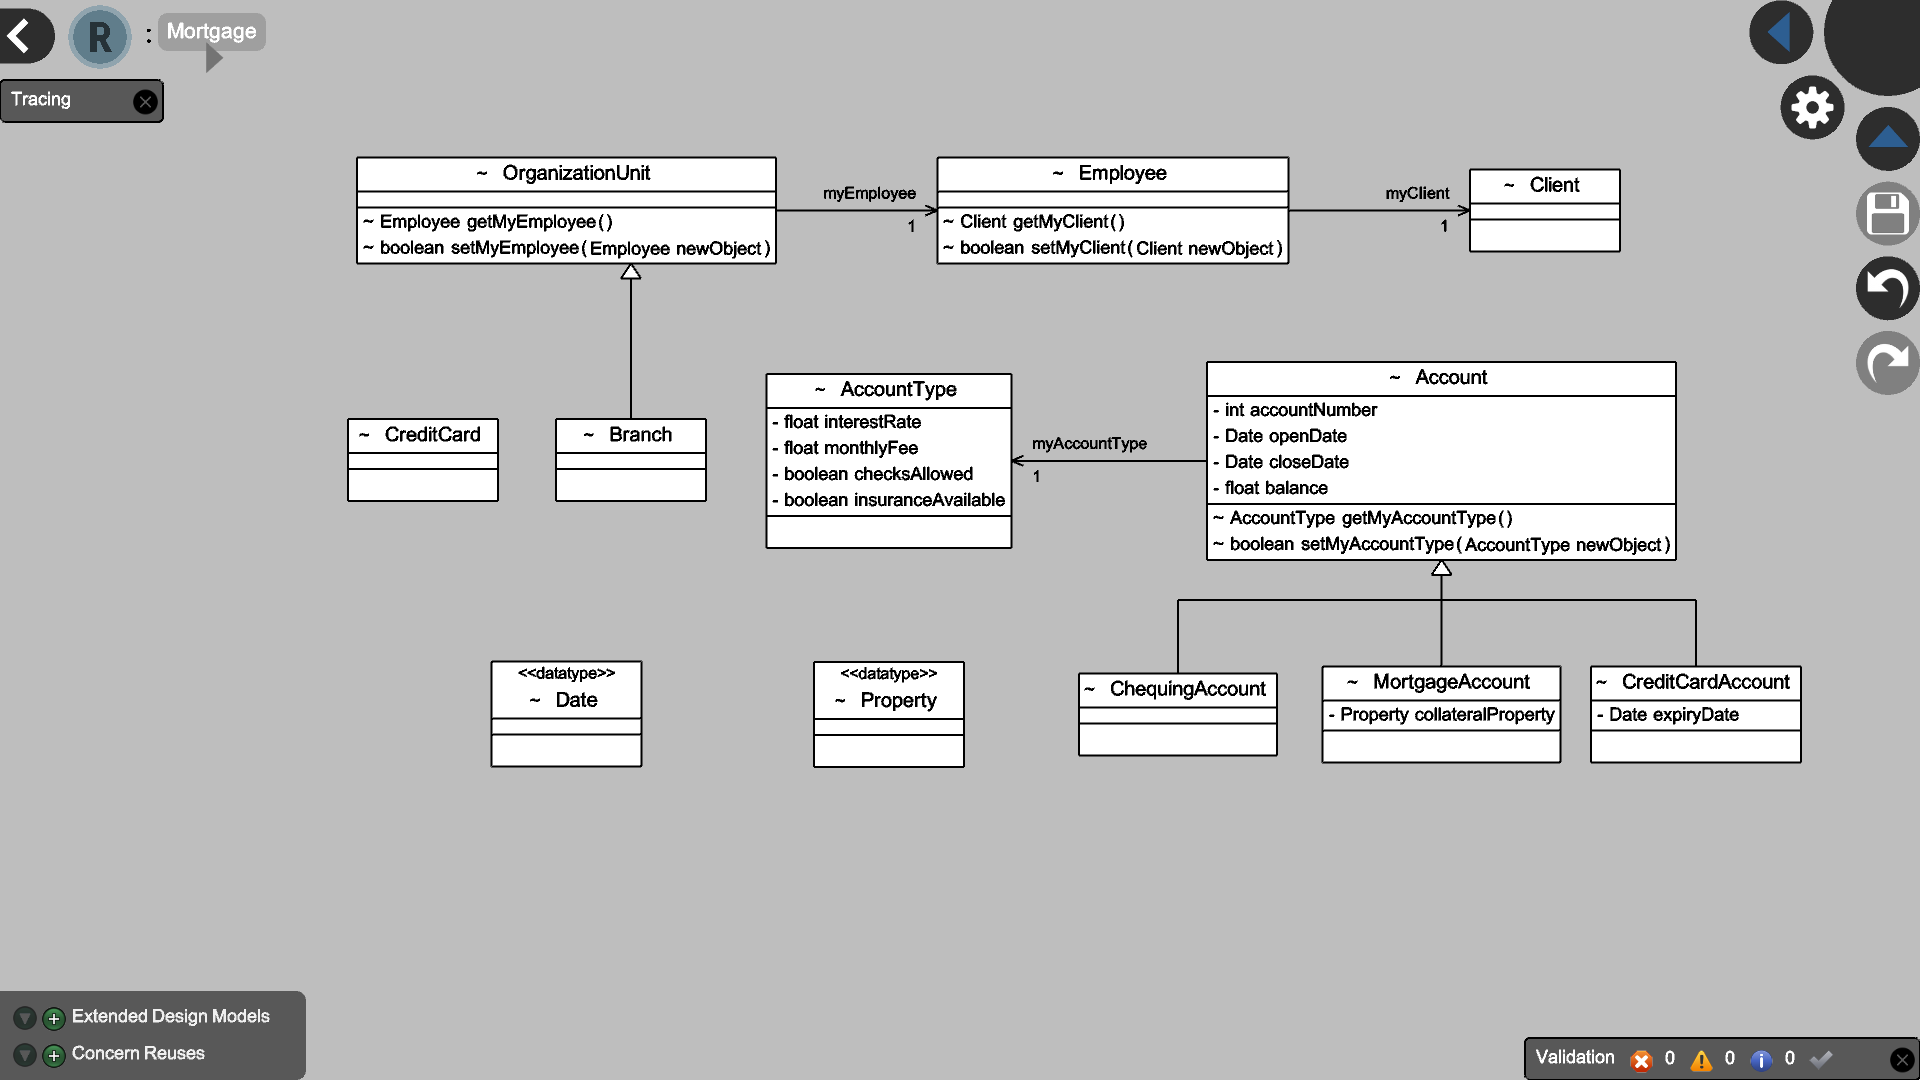 R : Mortgage
Tracing
~ OrganizationUnit
~ Employee getMyEmployee()
~ boolean setMyEmployee(Employee newObject)
myEmployee
1
~ Employee
~ Client getMyClient()
~ boolean setMyClient(Client newObject)
myClient
1
~ Client
~ CreditCard
~ Branch
~ AccountType
- float interestRate
- float monthlyFee
- boolean checksAllowed
- boolean insuranceAvailable
myAccountType
1
~ Account
- int accountNumber
- Date openDate
- Date closeDate
- float balance
~ AccountType getMyAccountType()
~ boolean setMyAccountType(AccountType newObject)
<<datatype>>
~ Date
<<datatype>>
~ Property
~ ChequingAccount
~ MortgageAccount
- Property collateralProperty
~ CreditCardAccount
- Date expiryDate
Extended Design Models
Concern Reuses
Validation 0 0 0